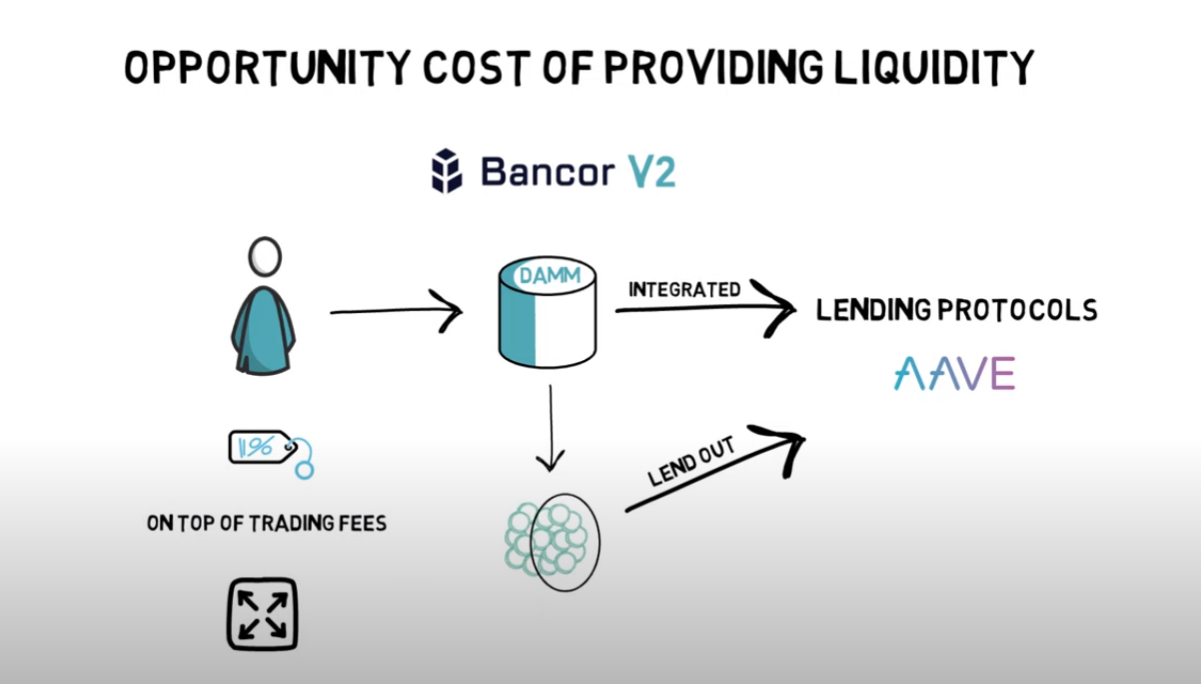 OPPORTUNITY COST OF PROVIDING LIQUIDITY
Bancor V2
DAMM
INTEGRATED
LENDING PROTOCOLS
AAVE
11%
LEND OUT
ON TOP OF TRADING FEES